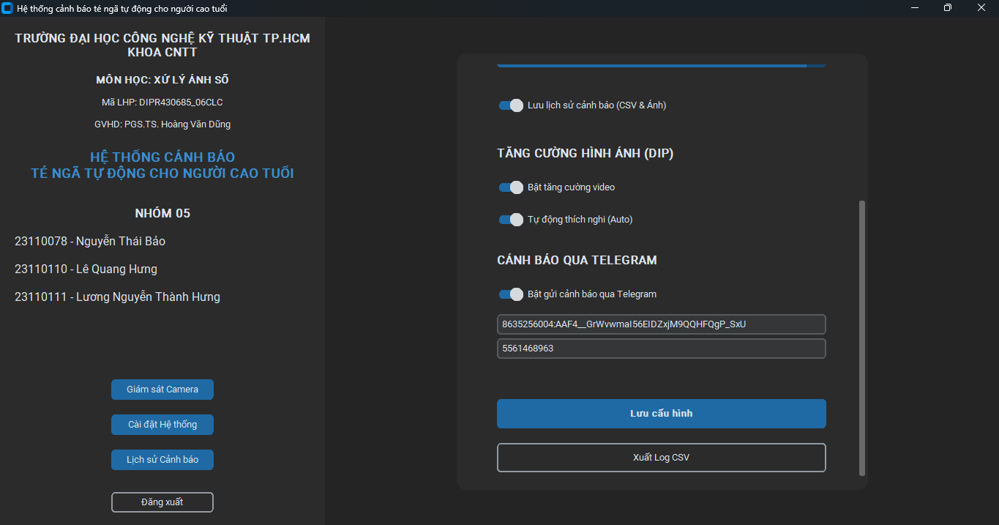 Hệ thống cảnh báo té ngã tự động cho người cao tuổi
TRƯỜNG ĐẠI HỌC CÔNG NGHỆ KỸ THUẬT TP.HCM
KHOA CNTT
MÔN HỌC: XỬ LÝ ẢNH SỐ
Mã LHP: DIPR430685_06CLC
GVHD: PGS.TS. Hoàng Văn Dũng
HỆ THỐNG CẢNH BÁO
TÉ NGÃ TỰ ĐỘNG CHO NGƯỜI CAO TUỔI
NHÓM 05
23110078 - Nguyễn Thái Bảo
23110110 - Lê Quang Hưng
23110111 - Lương Nguyễn Thành Hưng
Giám sát Camera
Cài đặt Hệ thống
Lịch sử Cảnh báo
Đăng xuất
Lưu lịch sử cảnh báo (CSV & Ảnh)
TĂNG CƯỜNG HÌNH ẢNH (DIP)
Bật tăng cường video
Tự động thích nghi (Auto)
CẢNH BÁO QUA TELEGRAM
Bật gửi cảnh báo qua Telegram
8635256004:AAF4__GrWvwmaI56EIDZxjM9QQHFQgP_SxU
5561468963
Lưu cấu hình
Xuất Log CSV